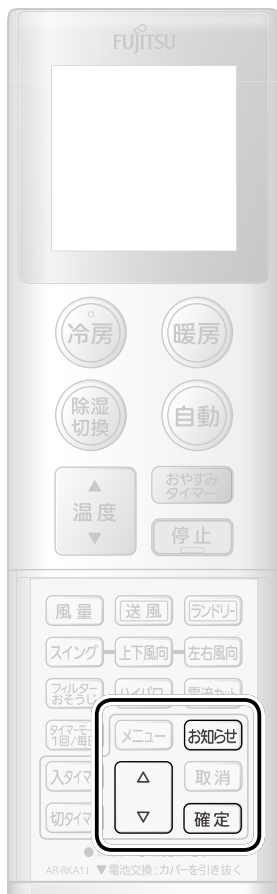 FUJITSU
冷房 暖房
除湿
切換
自動
おやすみ
タイマー
▲
温度
▼
停止
風量 送風 ランドリー
スイング 上下風向 左右風向
フィルター
おそうじ
ハイパワ 電流カット
タイマーモー
1回/毎日
メニュー お知らせ
入タイマ △ 取消
切タイマ ▽ 確定
AR-RKA1J ▼電池交換:カバーを引き抜く